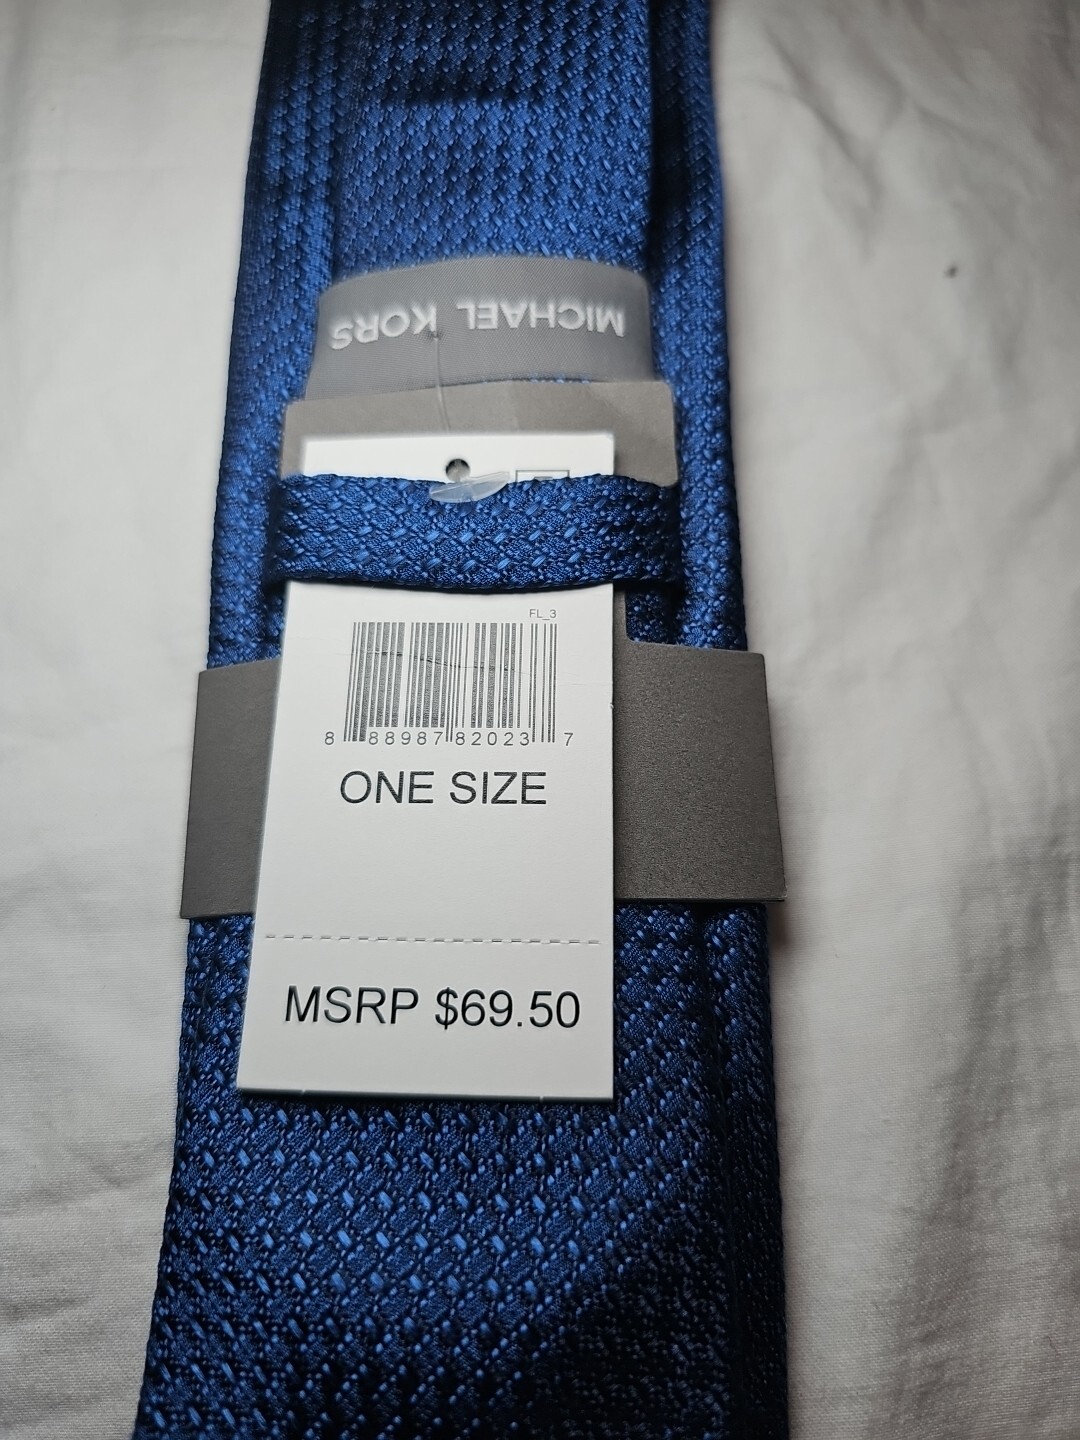 MICHAEL KORS
FL_3
8 88987 82023 7
ONE SIZE
MSRP $69.50